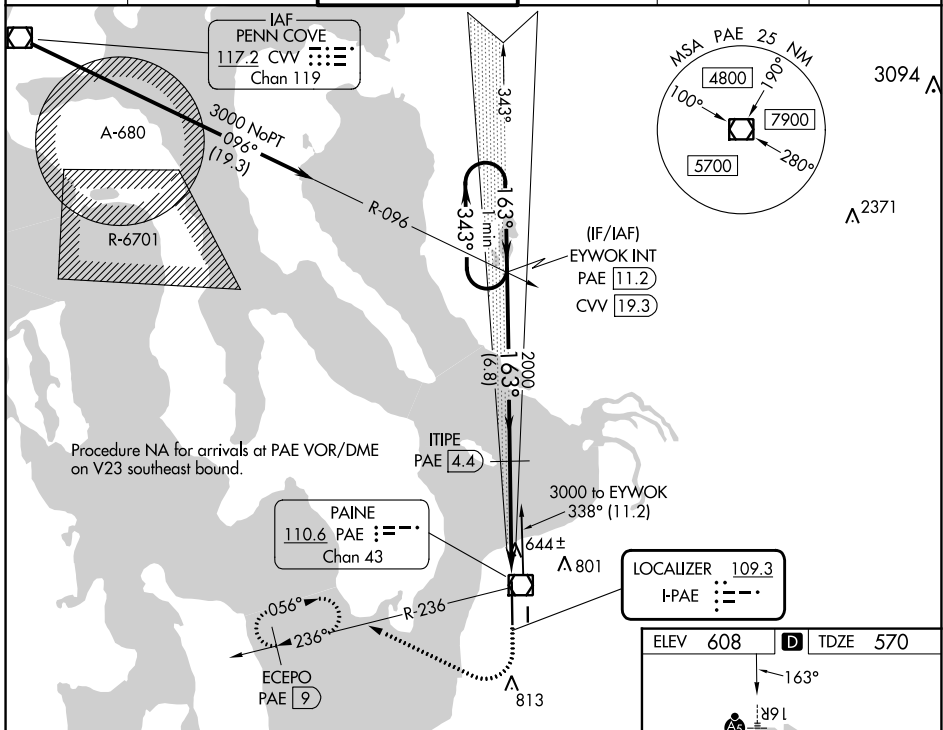 IAF
PENN COVE
117.2 CVV
Chan 119
A-680
R-6701
3000 NoPT
096°
(19.3)
R-096
343°
163°
343°
1 min
(IF/IAF)
EYWOK INT
PAE 11.2
CVV 19.3
MSA PAE 25 NM
4800
190°
100°
7900
5700
280°
3094
2371
2000
163°
(6.8)
ITIPE
PAE 4.4
Procedure NA for arrivals at PAE VOR/DME
on V23 southeast bound.
3000 to EYWOK
338° (11.2)
PAINE
110.6 PAE
Chan 43
644±
801
LOCALIZER 109.3
I-PAE
R-236
056°
236°
ECEPO
PAE 9
813
ELEV 608 D TDZE 570
163°
16R
A5